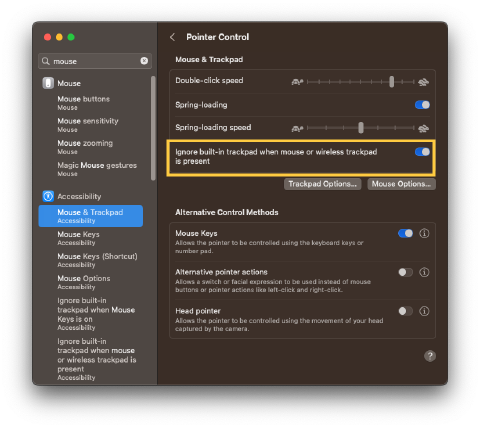 mouse
Mouse
Mouse buttons
Mouse
Mouse sensitivity
Mouse
Mouse zooming
Mouse
Magic Mouse gestures
Mouse
Accessibility
Mouse & Trackpad
Accessibility
Mouse Keys
Accessibility
Mouse Keys (Shortcut)
Accessibility
Mouse Options
Accessibility
Ignore built-in
trackpad when Mouse
Keys is on
Accessibility
Ignore built-in
trackpad when mouse
or wireless trackpad is
present
Accessibility
Pointer Control
Mouse & Trackpad
Double-click speed
Spring-loading
Spring-loading speed
Ignore built-in trackpad when mouse or wireless trackpad
is present
Trackpad Options...
Mouse Options...
Alternative Control Methods
Mouse Keys
Allows the pointer to be controlled using the keyboard keys or
number pad.
Alternative pointer actions
Allows a switch or facial expression to be used instead of mouse
buttons or pointer actions like left-click and right-click.
Head pointer
Allows the pointer to be controlled using the movement of your head
captured by the camera.
?